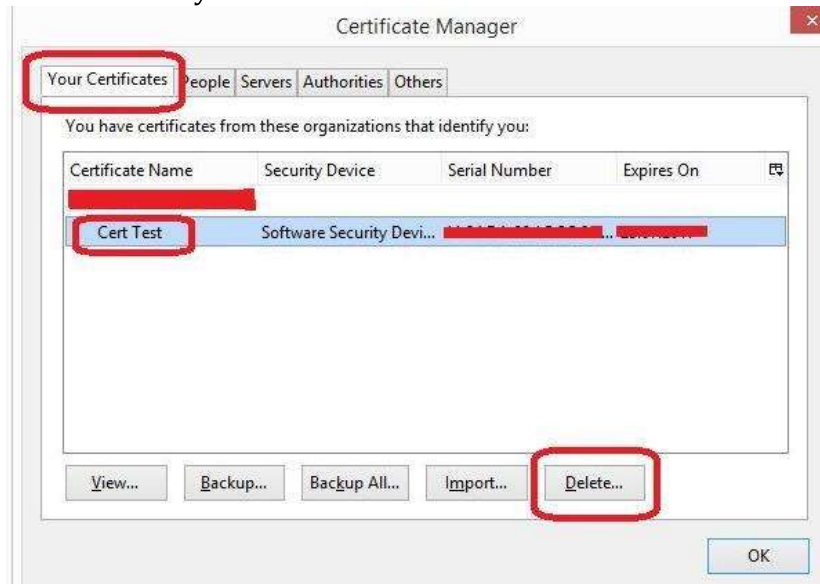 Certificate Manager
Your Certificates People Servers Authorities Others
You have certificates from these organizations that identify you:
Certificate Name Security Device Serial Number Expires On
Cert Test Software Security Devi...
View... Backup... Backup All... Import... Delete...
OK